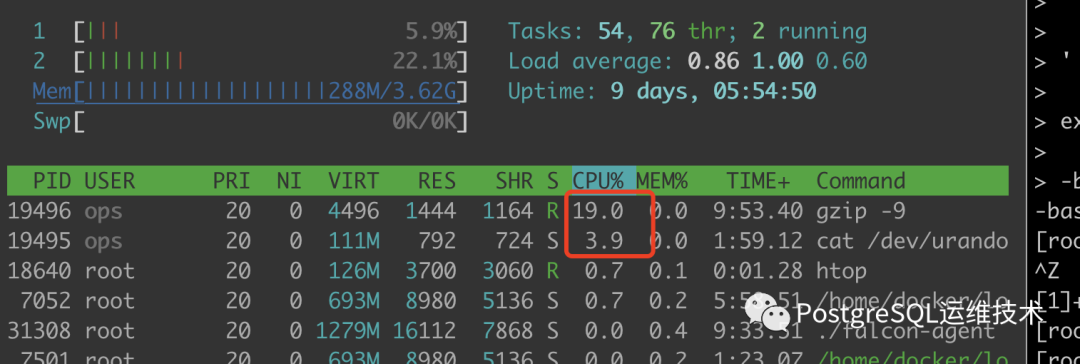 1 [||| 5.9%] Tasks: 54, 76 thr; 2 running
2 [|||||||| 22.1%] Load average: 0.86 1.00 0.60
Mem[|||||||||||||||||||288M/3.62G] Uptime: 9 days, 05:54:50
Swp[ 0K/0K]
PID USER PRI NI VIRT RES SHR S CPU% MEM% TIME+ Command
19496 ops 20 0 4496 1444 1164 R 19.0 0.0 9:53.40 gzip -9
19495 ops 20 0 111M 792 724 S 3.9 0.0 1:59.12 cat /dev/urando
18640 root 20 0 126M 3700 3060 R 0.7 0.1 0:01.28 htop
7052 root 20 0 693M 8980 5136 S 0.7 0.2 /home/docker/lo
31308 root 20 0 1279M 16112 7868 S 0.0 0.4 ./falcon-agent
7501 root 20 0 693M 8980 5136 S 0.0 0.2 1:23.07 /home/docker/lo
>
>
> '
>
> ex
>
> -b
-bas
[roo
^Z
[1]+
[roo
[roo
PostgreSQL运维技术